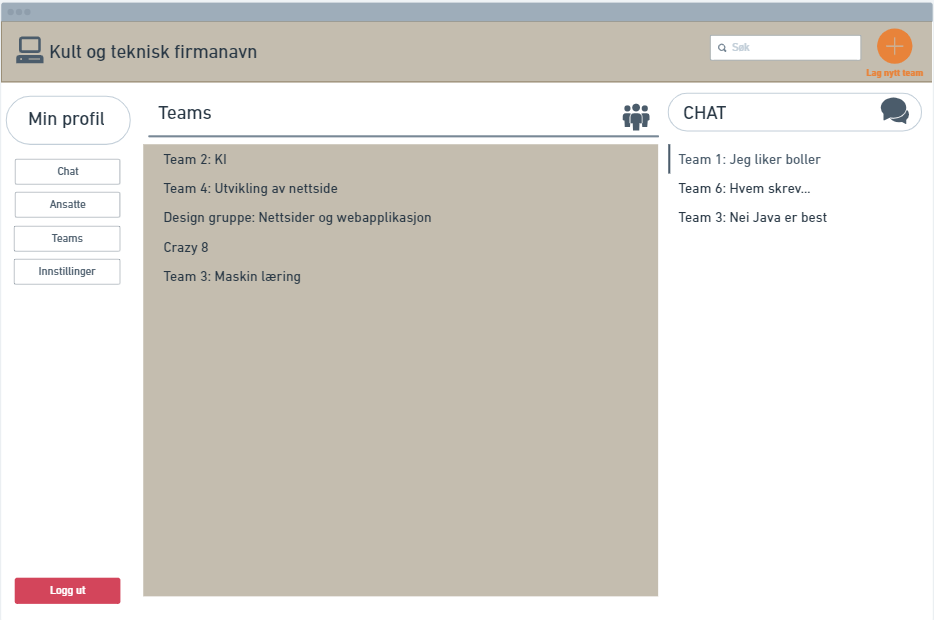 Kult og teknisk firmanavn
Søk
Lag nytt team
Min profil
Chat
Ansatte
Teams
Innstillinger
Logg ut
Teams
Team 2: KI
Team 4: Utvikling av nettside
Design gruppe: Nettsider og webapplikasjon
Crazy 8
Team 3: Maskin læring
CHAT
Team 1: Jeg liker boller
Team 6: Hvem skrev...
Team 3: Nei Java er best